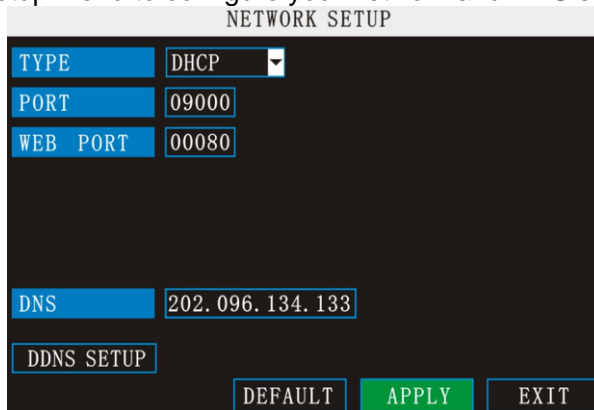 NETWORK SETUP
TYPE DHCP
PORT 09000
WEB PORT 00080
DNS 202.096.134.133
DDNS SETUP
DEFAULT APPLY EXIT